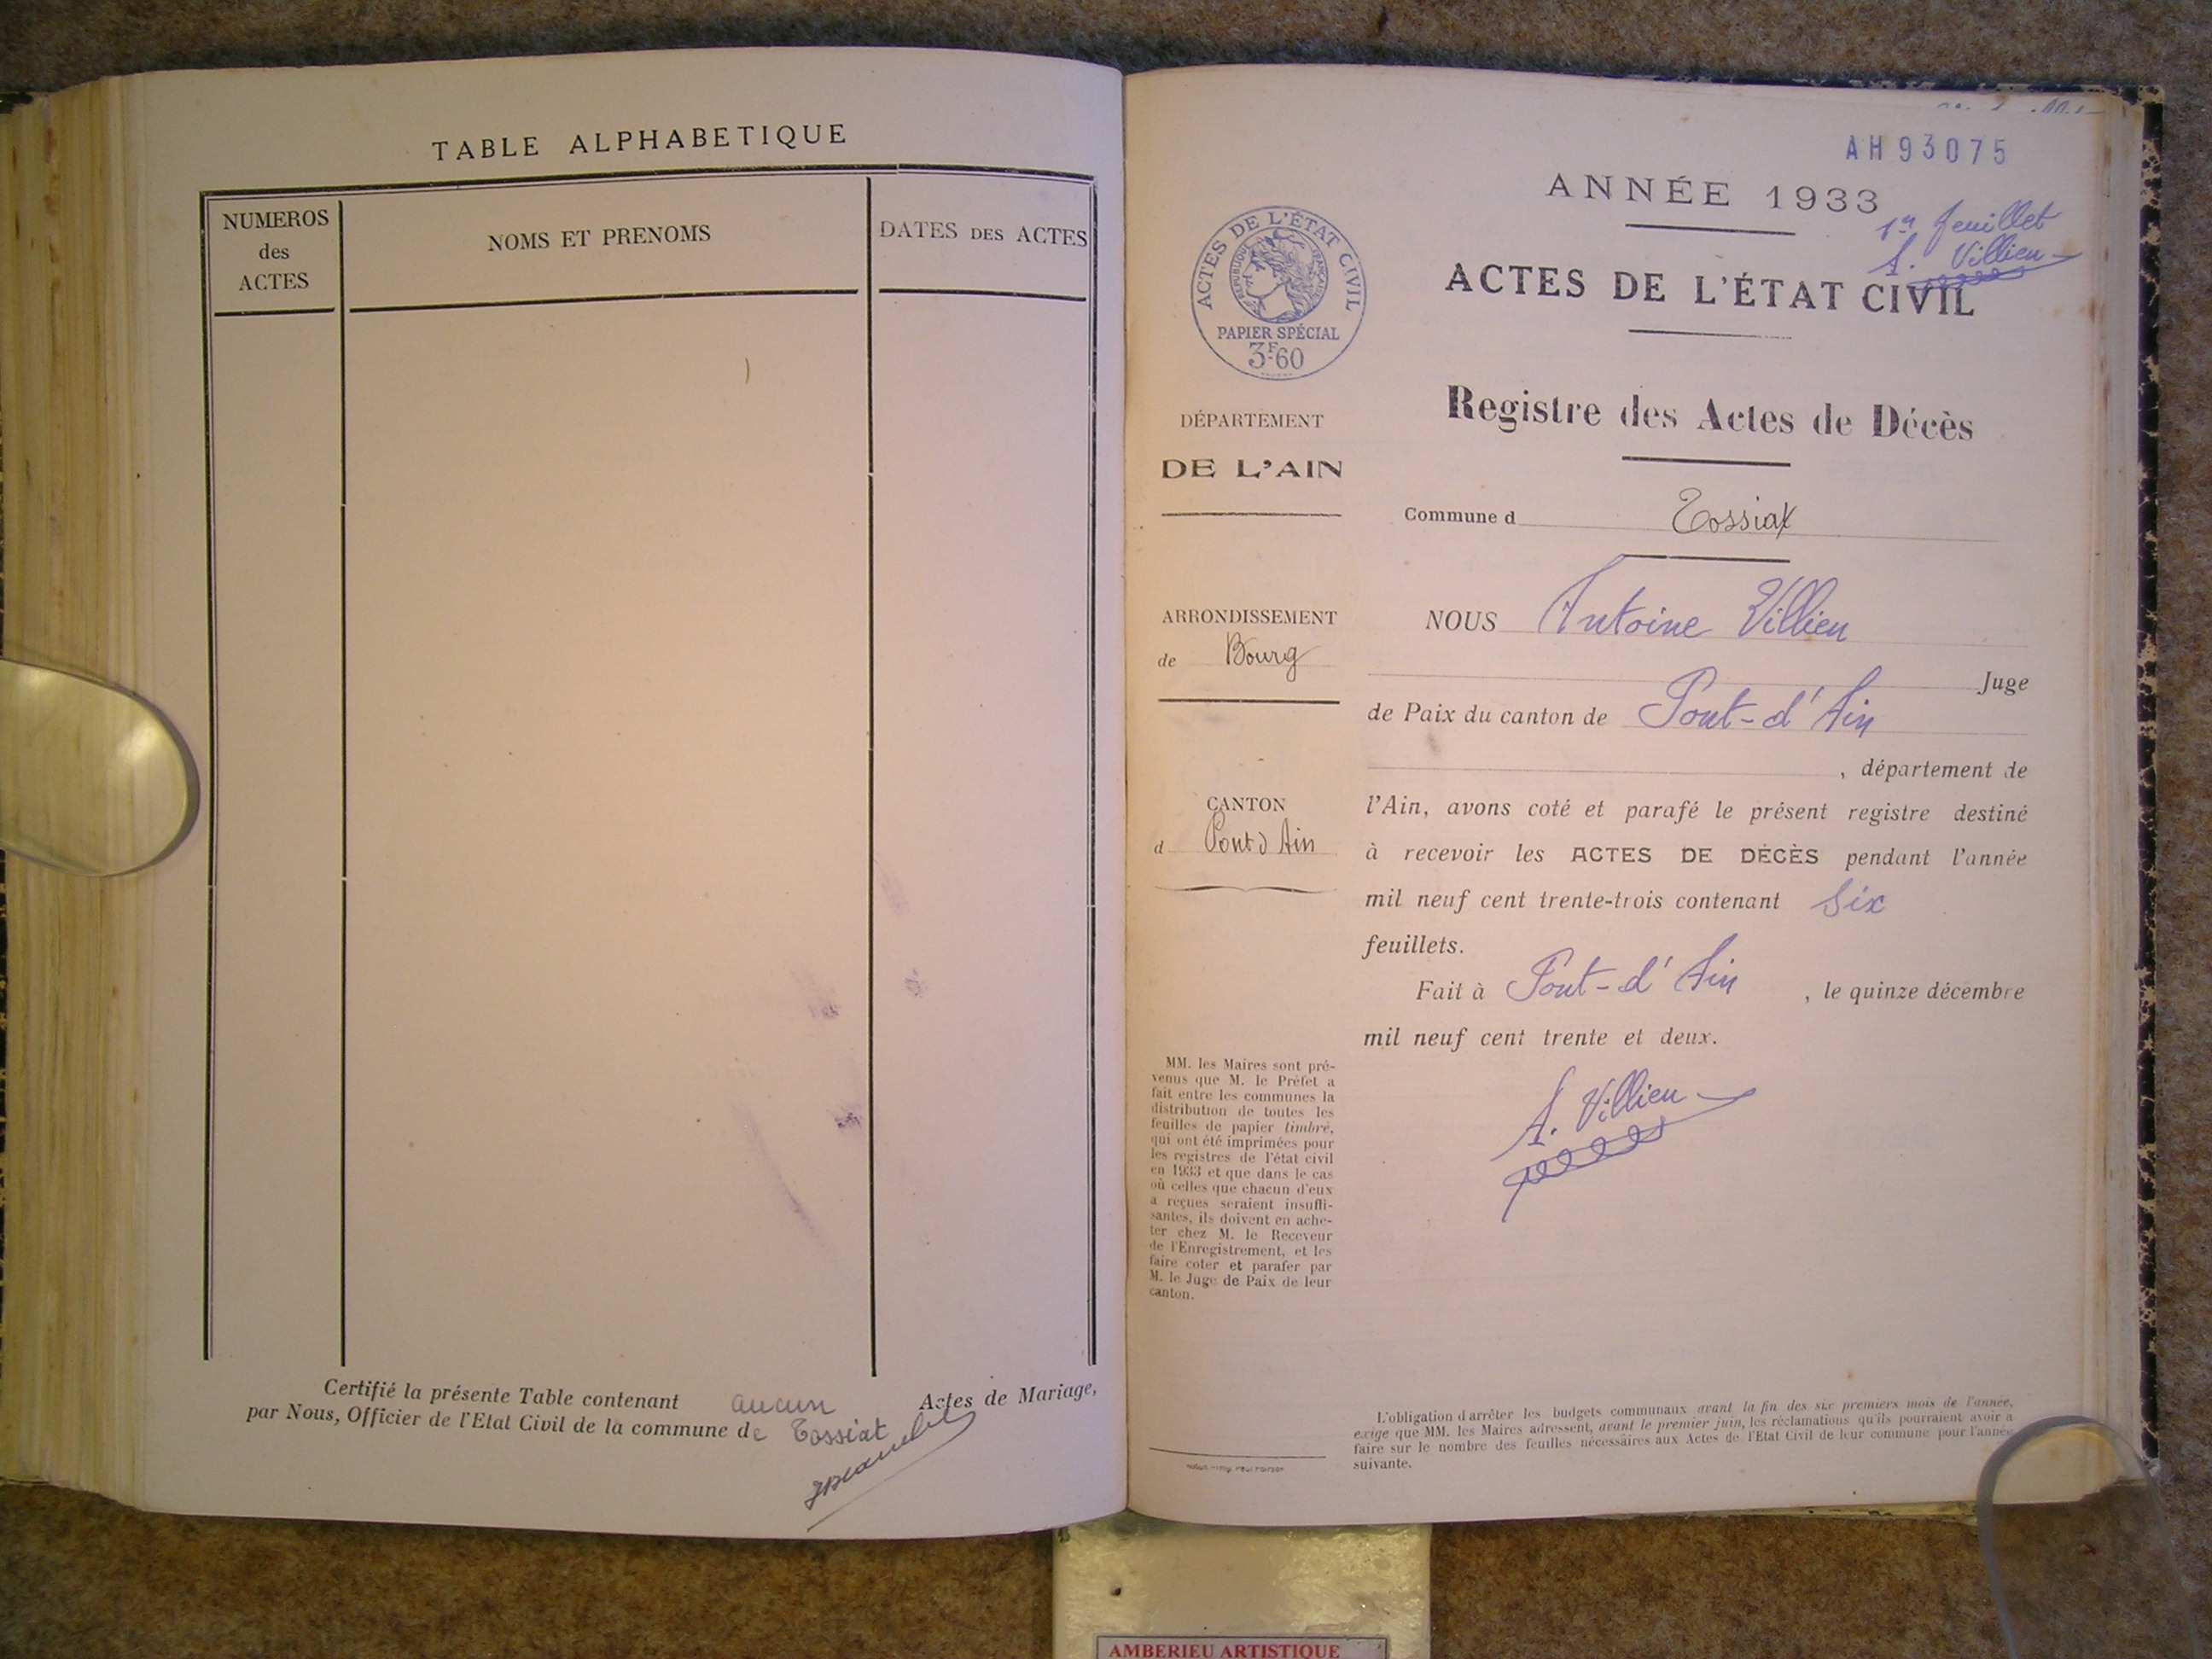 TABLE ALPHABETIQUE
NUMEROS
des
ACTES
NOMS ET PRENOMS
DATES DES ACTES
Certifié la présente Table contenant aucun Actes de Mariage,
par Nous, Officier de l'Etat Civil de la commune de Tossiat
AH93075
ANNÉE 1933
1er feuillet
A. Villien
ACTES DE L'ÉTAT CIVIL
RÉPUBLIQUE FRANÇAISE
PAPIER SPÉCIAL
3F60
ACTES DE L'ÉTAT CIVIL
Registre des Actes de Décès
DÉPARTEMENT
DE L'AIN
Commune d Tossiat
ARRONDISSEMENT
de Bourg
CANTON
d Pont d'Ain
NOUS Antoine Villien
Juge
de Paix du canton de Pont-d'Ain
, département de
l'Ain, avons coté et parafé le présent registre destiné
à recevoir les ACTES DE DÉCÈS pendant l'année
mil neuf cent trente-trois contenant Six
feuillets.
Fait à Pont-d'Ain , le quinze décembre
mil neuf cent trente et deux.
A. Villien
MM. les Maires sont pré-
venus que M. le Préfet a
fait entre les communes la
distribution de toutes les
feuilles de papier timbré,
qui ont été imprimées pour
les registres de l'état civil
en 1933 et que dans le cas
où celles que chacun d'eux
a reçues seraient insuffi-
santes, ils doivent en ache-
ter chez M. le Receveur
de l'Enregistrement, et les
faire coter et parafer par
M. le Juge de Paix de leur
canton.
L'obligation d'arrêter les budgets communaux avant la fin des six premiers mois de l'année,
exige que MM. les Maires adressent, avant le premier juin, les réclamations qu'ils pourraient avoir à
faire sur le nombre des feuilles nécessaires aux Actes de l'Etat Civil de leur commune pour l'année
suivante.
AMBERIEU ARTISTIQUE